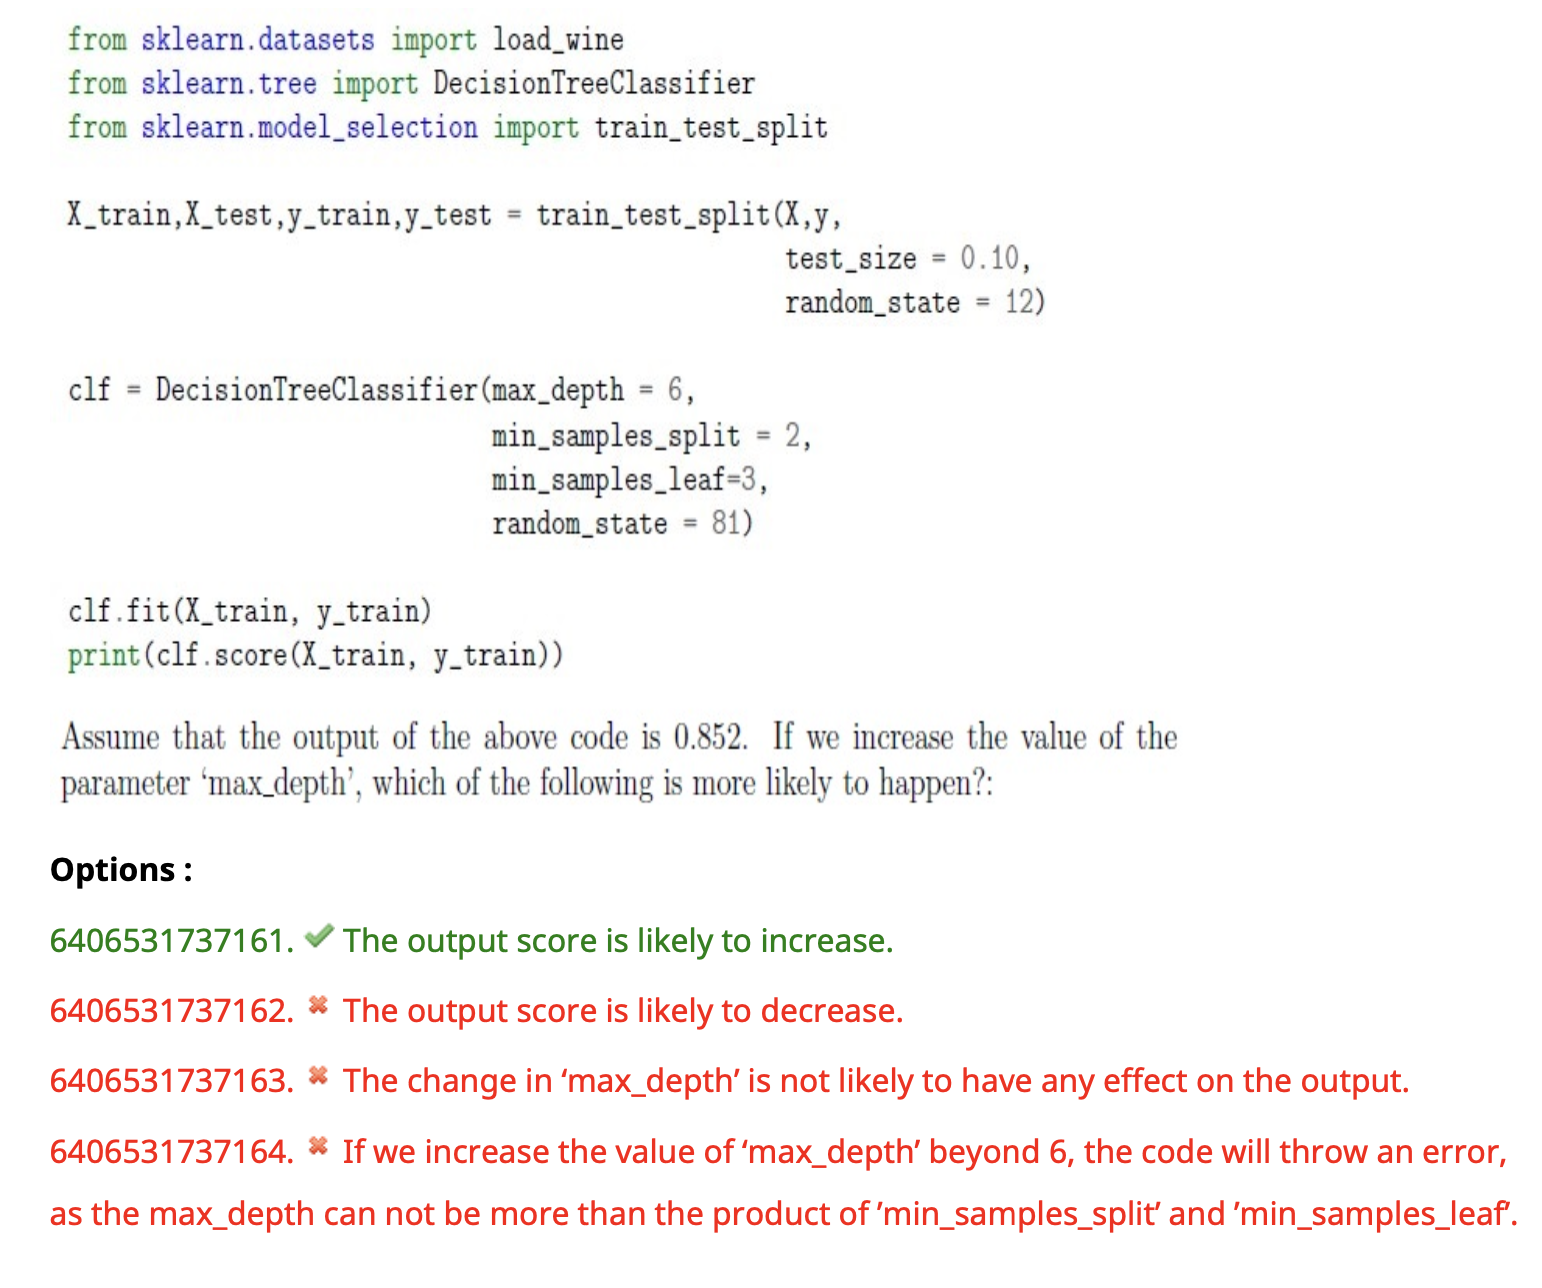 from sklearn.datasets import load_wine
from sklearn.tree import DecisionTreeClassifier
from sklearn.model_selection import train_test_split
X_train,X_test,y_train,y_test = train_test_split(X,y,
test_size = 0.10,
random_state = 12)
clf = DecisionTreeClassifier(max_depth = 6,
min_samples_split = 2,
min_samples_leaf=3,
random_state = 81)
clf.fit(X_train, y_train)
print(clf.score(X_train, y_train))
Assume that the output of the above code is 0.852. If we increase the value of the
parameter ‘max_depth’, which of the following is more likely to happen?:
Options :
6406531737161. ✔ The output score is likely to increase.
6406531737162. ✖ The output score is likely to decrease.
6406531737163. ✖ The change in ‘max_depth’ is not likely to have any effect on the output.
6406531737164. ✖ If we increase the value of ‘max_depth’ beyond 6, the code will throw an error,
as the max_depth can not be more than the product of ’min_samples_split’ and ’min_samples_leaf’.